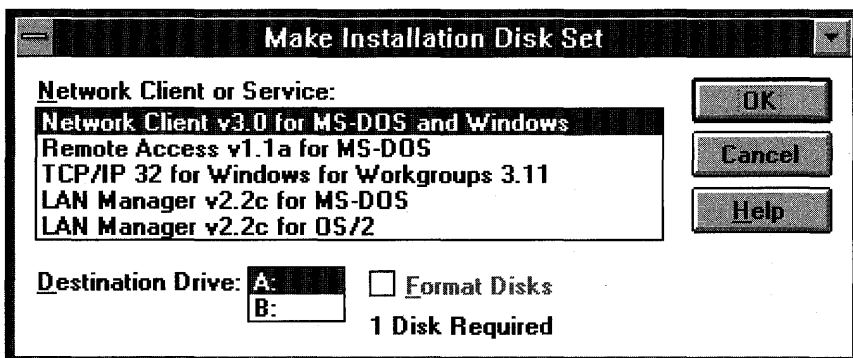 Make Installation Disk Set
Network Client or Service:
Network Client v3.0 for MS-DOS and Windows
Remote Access v1.1a for MS-DOS
TCP/IP 32 for Windows for Workgroups 3.11
LAN Manager v2.2c for MS-DOS
LAN Manager v2.2c for OS/2
OK
Cancel
Help
Destination Drive:
A:
B:
Format Disks
1 Disk Required